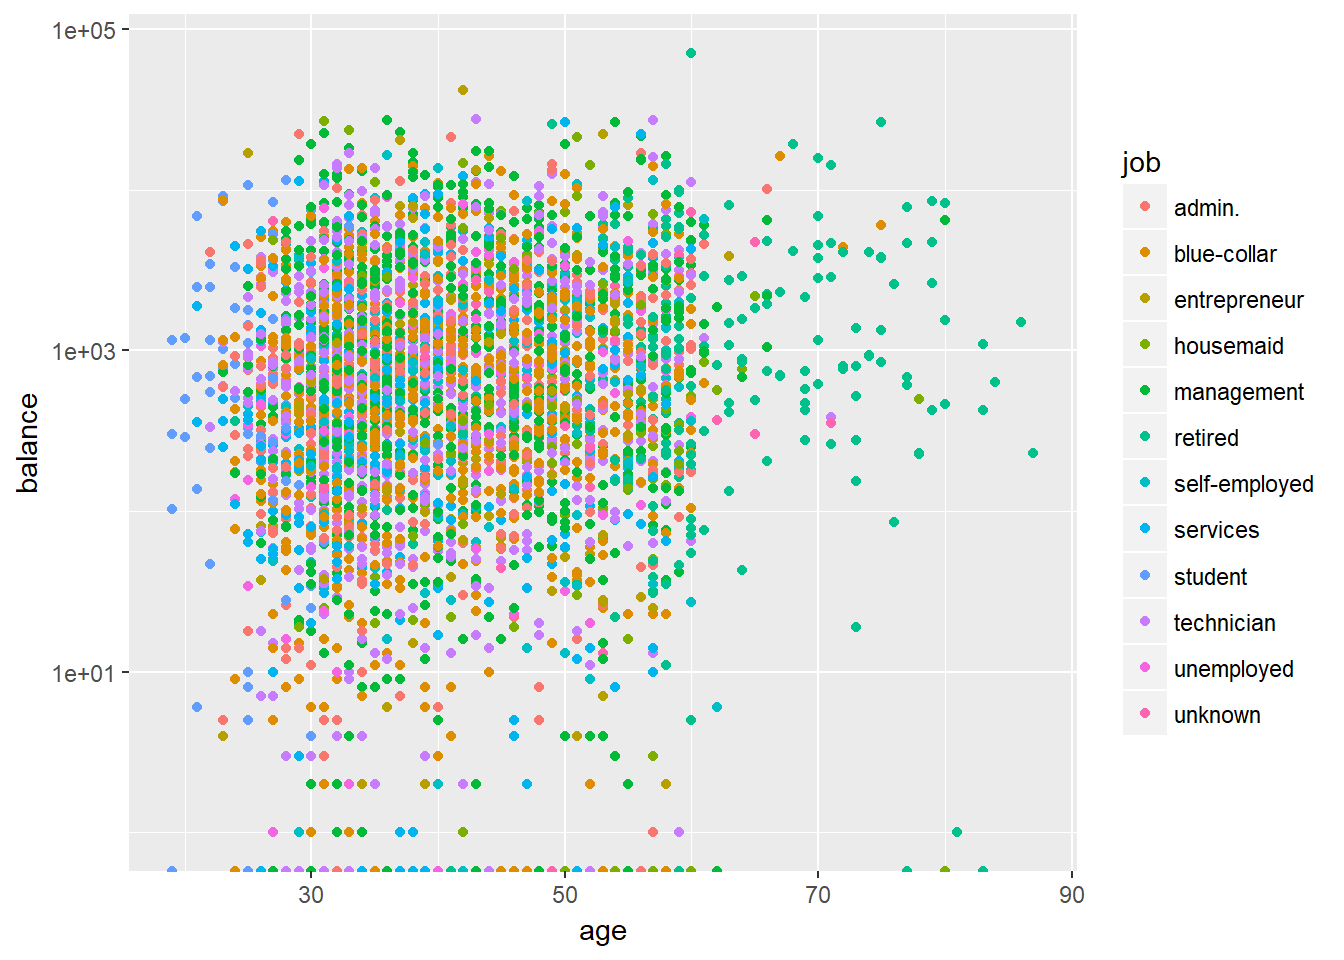 1e+05
1e+03
1e+01
balance
30 50 70 90
age
job
admin.
blue-collar
entrepreneur
housemaid
management
retired
self-employed
services
student
technician
unemployed
unknown